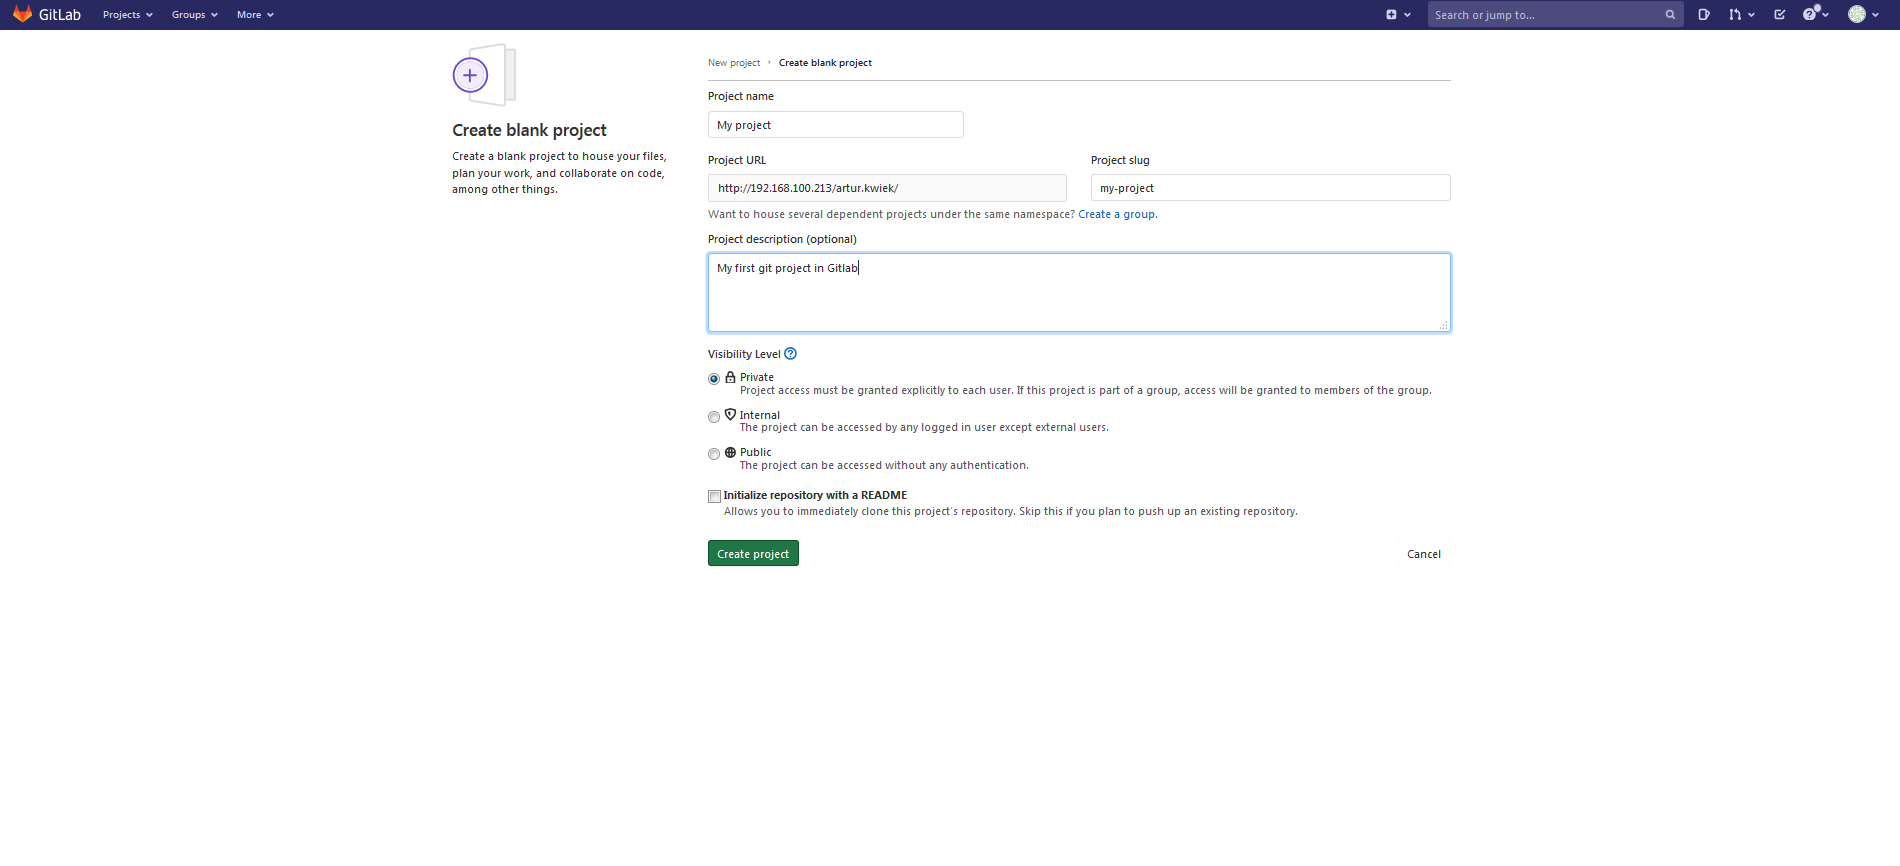 GitLab Projects Groups More Search or jump to...
Create blank project
Create a blank project to house your files,
plan your work, and collaborate on code,
among other things.
New project › Create blank project
Project name
My project
Project URL Project slug
http://192.168.100.213/artur.kwiek/ my-project
Want to house several dependent projects under the same namespace? Create a group.
Project description (optional)
My first git project in Gitlab
Visibility Level
Private
Project access must be granted explicitly to each user. If this project is part of a group, access will be granted to members of the group.
Internal
The project can be accessed by any logged in user except external users.
Public
The project can be accessed without any authentication.
Initialize repository with a README
Allows you to immediately clone this project's repository. Skip this if you plan to push up an existing repository.
Create project Cancel